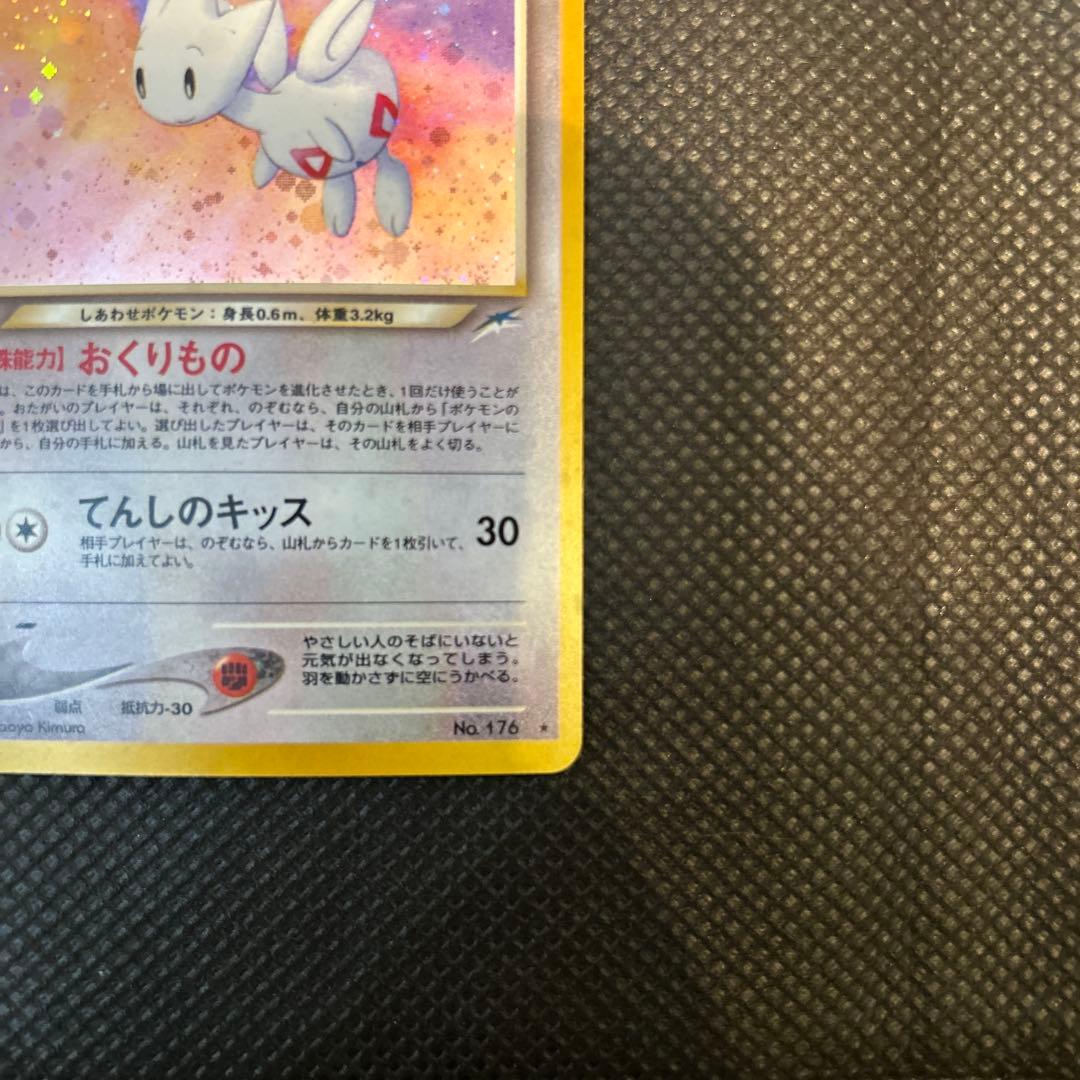 しあわせポケモン：身長0.6m、体重3.2kg
殊能力】おくりもの
は、このカードを手札から場に出してポケモンを進化させたとき、1回だけ使うことが
。おたがいのプレイヤーは、それぞれ、のぞむなら、自分の山札から「ポケモンの
」を1枚選び出してよい。選び出したプレイヤーは、そのカードを相手プレイヤーに
から、自分の手札に加える。山札を見たプレイヤーは、その山札をよく切る。
てんしのキッス 30
相手プレイヤーは、のぞむなら、山札からカードを1枚引いて、
手札に加えてよい。
やさしい人のそばにいないと
元気が出なくなってしまう。
羽を動かさずに空にうかべる。
弱点 抵抗力-30
Kimura No. 176 ★